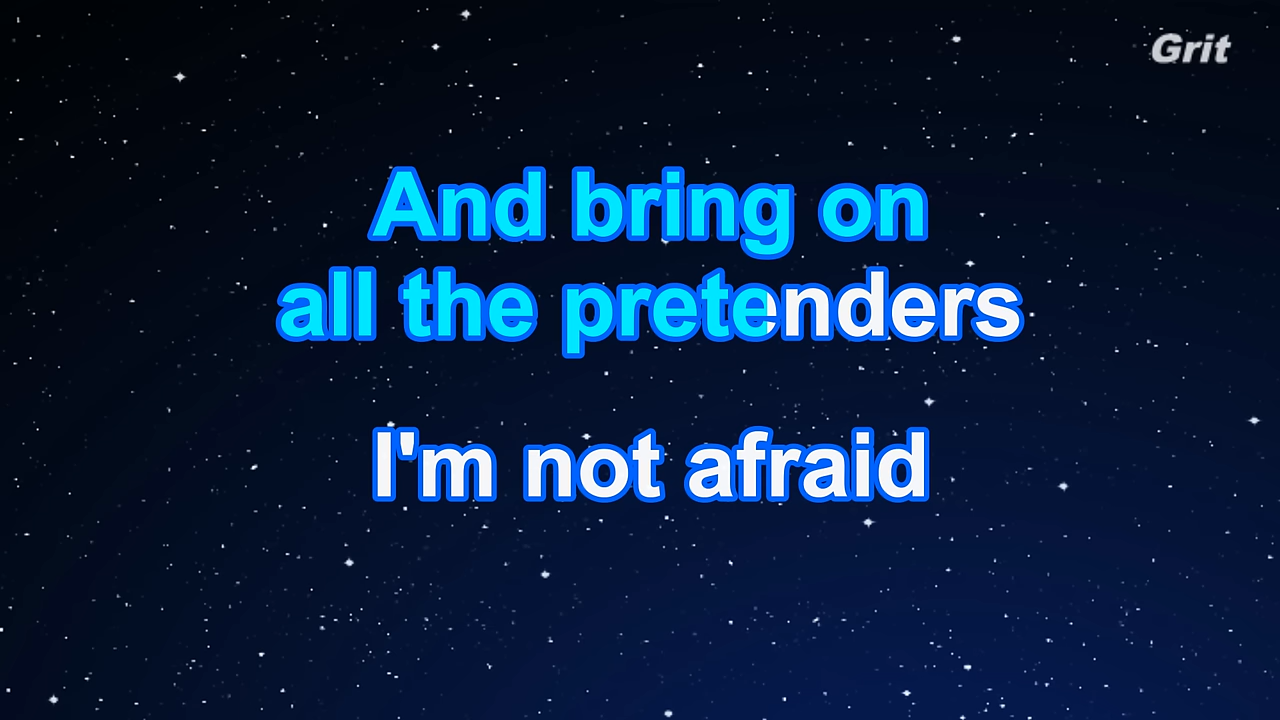 Grit
And bring on
all the pretenders
I'm not afraid